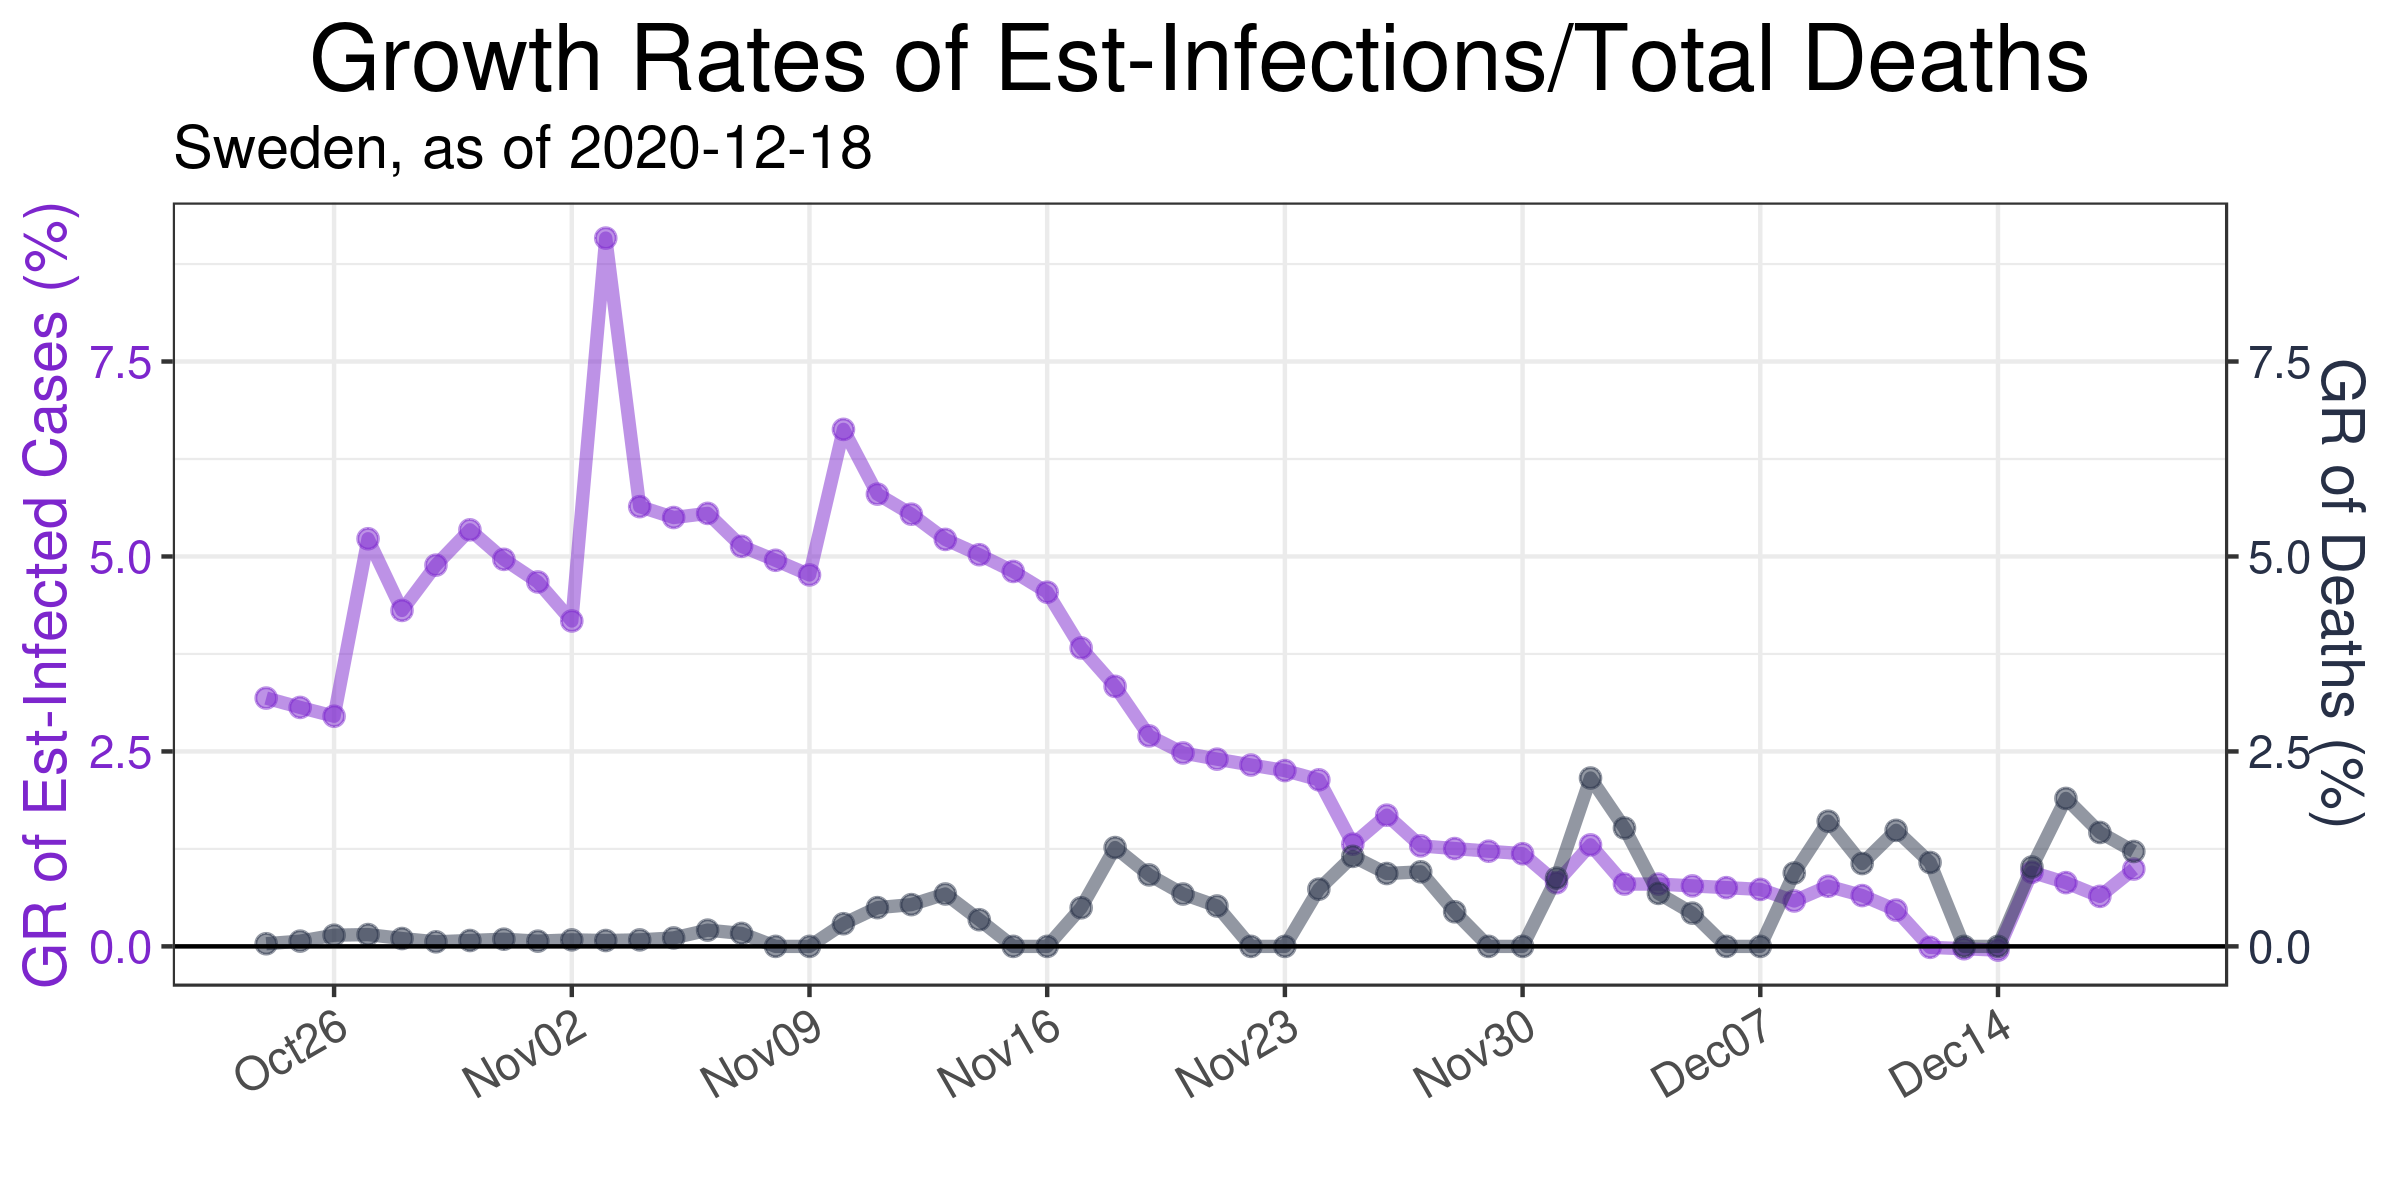 Growth Rates of Est-Infections/Total Deaths
Sweden, as of 2020-12-18
GR of Est-Infected Cases (%)
7.5
5.0
2.5
0.0
7.5
5.0
2.5
0.0
GR of Deaths (%)
Oct26
Nov02
Nov09
Nov16
Nov23
Nov30
Dec07
Dec14